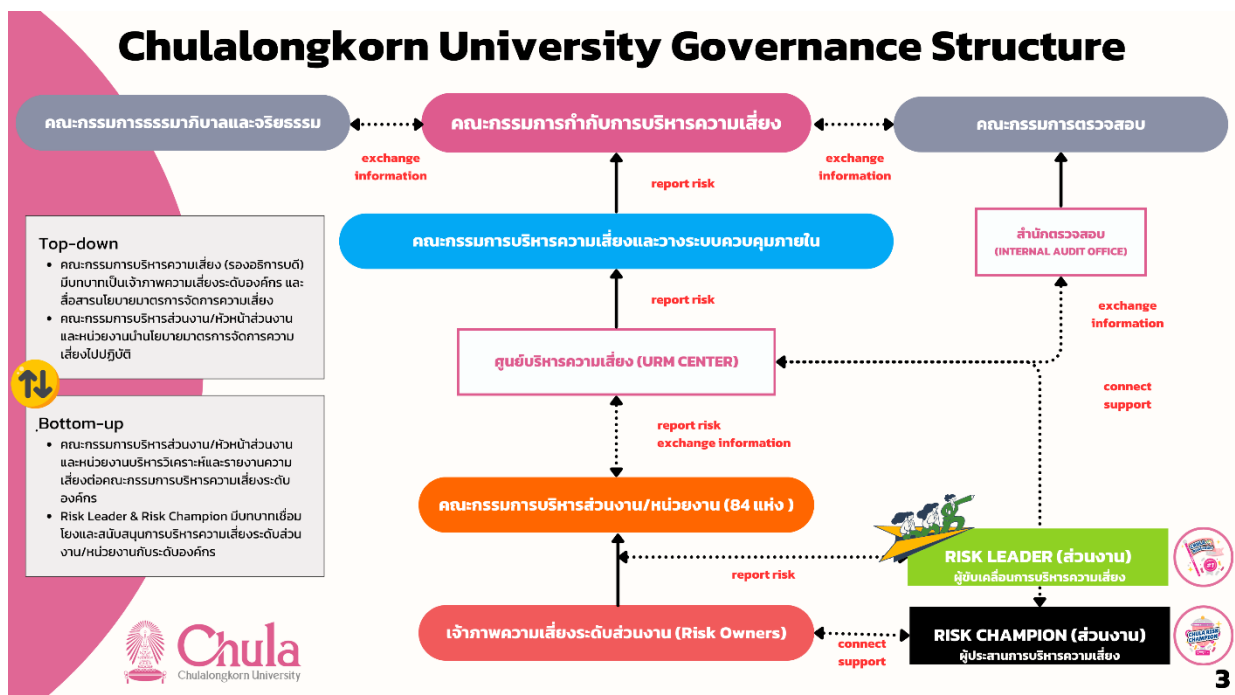 Chulalongkorn University Governance Structure
คณะกรรมการธรรมาภิบาลและจริยธรรม
คณะกรรมการกำกับการบริหารความเสี่ยง
คณะกรรมการตรวจสอบ
exchange
information
exchange
information
report risk
สำนักตรวจสอบ
(INTERNAL AUDIT OFFICE)
คณะกรรมการบริหารความเสี่ยงและวางระบบควบคุมภายใน
Top-down
คณะกรรมการบริหารความเสี่ยง (รองอธิการบดี)
มีบทบาทเป็นเจ้าภาพความเสี่ยงระดับองค์กร และ
สื่อสารนโยบายมาตรการจัดการความเสี่ยง
คณะกรรมการบริหารส่วนงาน/หัวหน้าส่วนงาน
และหน่วยงานนำนโยบายมาตรการจัดการความ
เสี่ยงไปปฏิบัติ
report risk
exchange
information
ศูนย์บริหารความเสี่ยง (URM CENTER)
connect
support
Bottom-up
คณะกรรมการบริหารส่วนงาน/หัวหน้าส่วนงาน
และหน่วยงานบริหารวิเคราะห์และรายงานความ
เสี่ยงต่อคณะกรรมการบริหารความเสี่ยงระดับ
องค์กร
Risk Leader & Risk Champion มีบทบาทเชื่อม
โยงและสนับสนุนการบริหารความเสี่ยงระดับส่วน
งาน/หน่วยงานกับระดับองค์กร
report risk
exchange information
คณะกรรมการบริหารส่วนงาน/หน่วยงาน (84 แห่ง )
RISK LEADER (ส่วนงาน)
ผู้ขับเคลื่อนการบริหารความเสี่ยง
report risk
เจ้าภาพความเสี่ยงระดับส่วนงาน (Risk Owners)
connect
support
RISK CHAMPION (ส่วนงาน)
ผู้ประสานการบริหารความเสี่ยง
CHULA RISK
CHAMPION
Chula
Chulalongkorn University
3